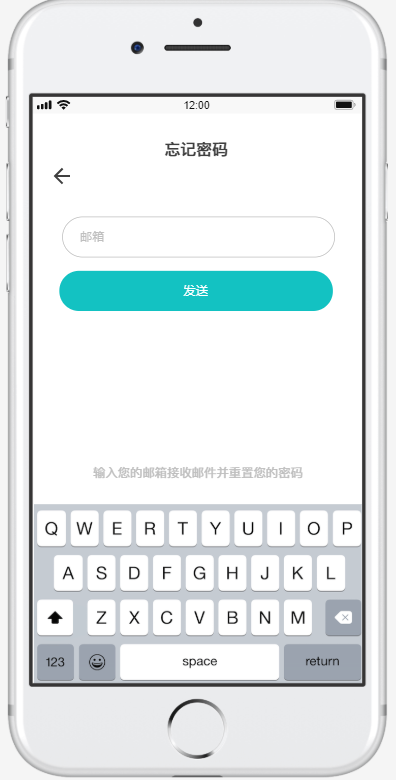 12:00
忘记密码
邮箱
发送
输入您的邮箱接收邮件并重置您的密码
Q W E R T Y U I O P
A S D F G H J K L
Z X C V B N M
123 space return